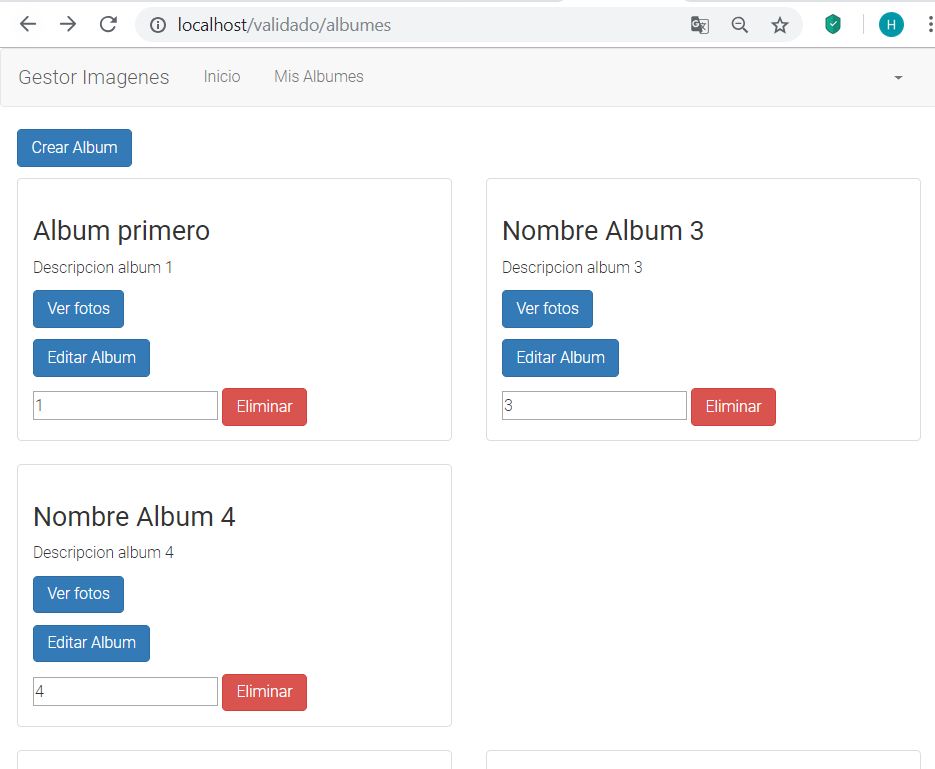 localhost/validado/albumes
H
Gestor Imagenes Inicio Mis Albumes
Crear Album
Album primero
Descripcion album 1
Ver fotos
Editar Album
1 Eliminar
Nombre Album 3
Descripcion album 3
Ver fotos
Editar Album
3 Eliminar
Nombre Album 4
Descripcion album 4
Ver fotos
Editar Album
4 Eliminar